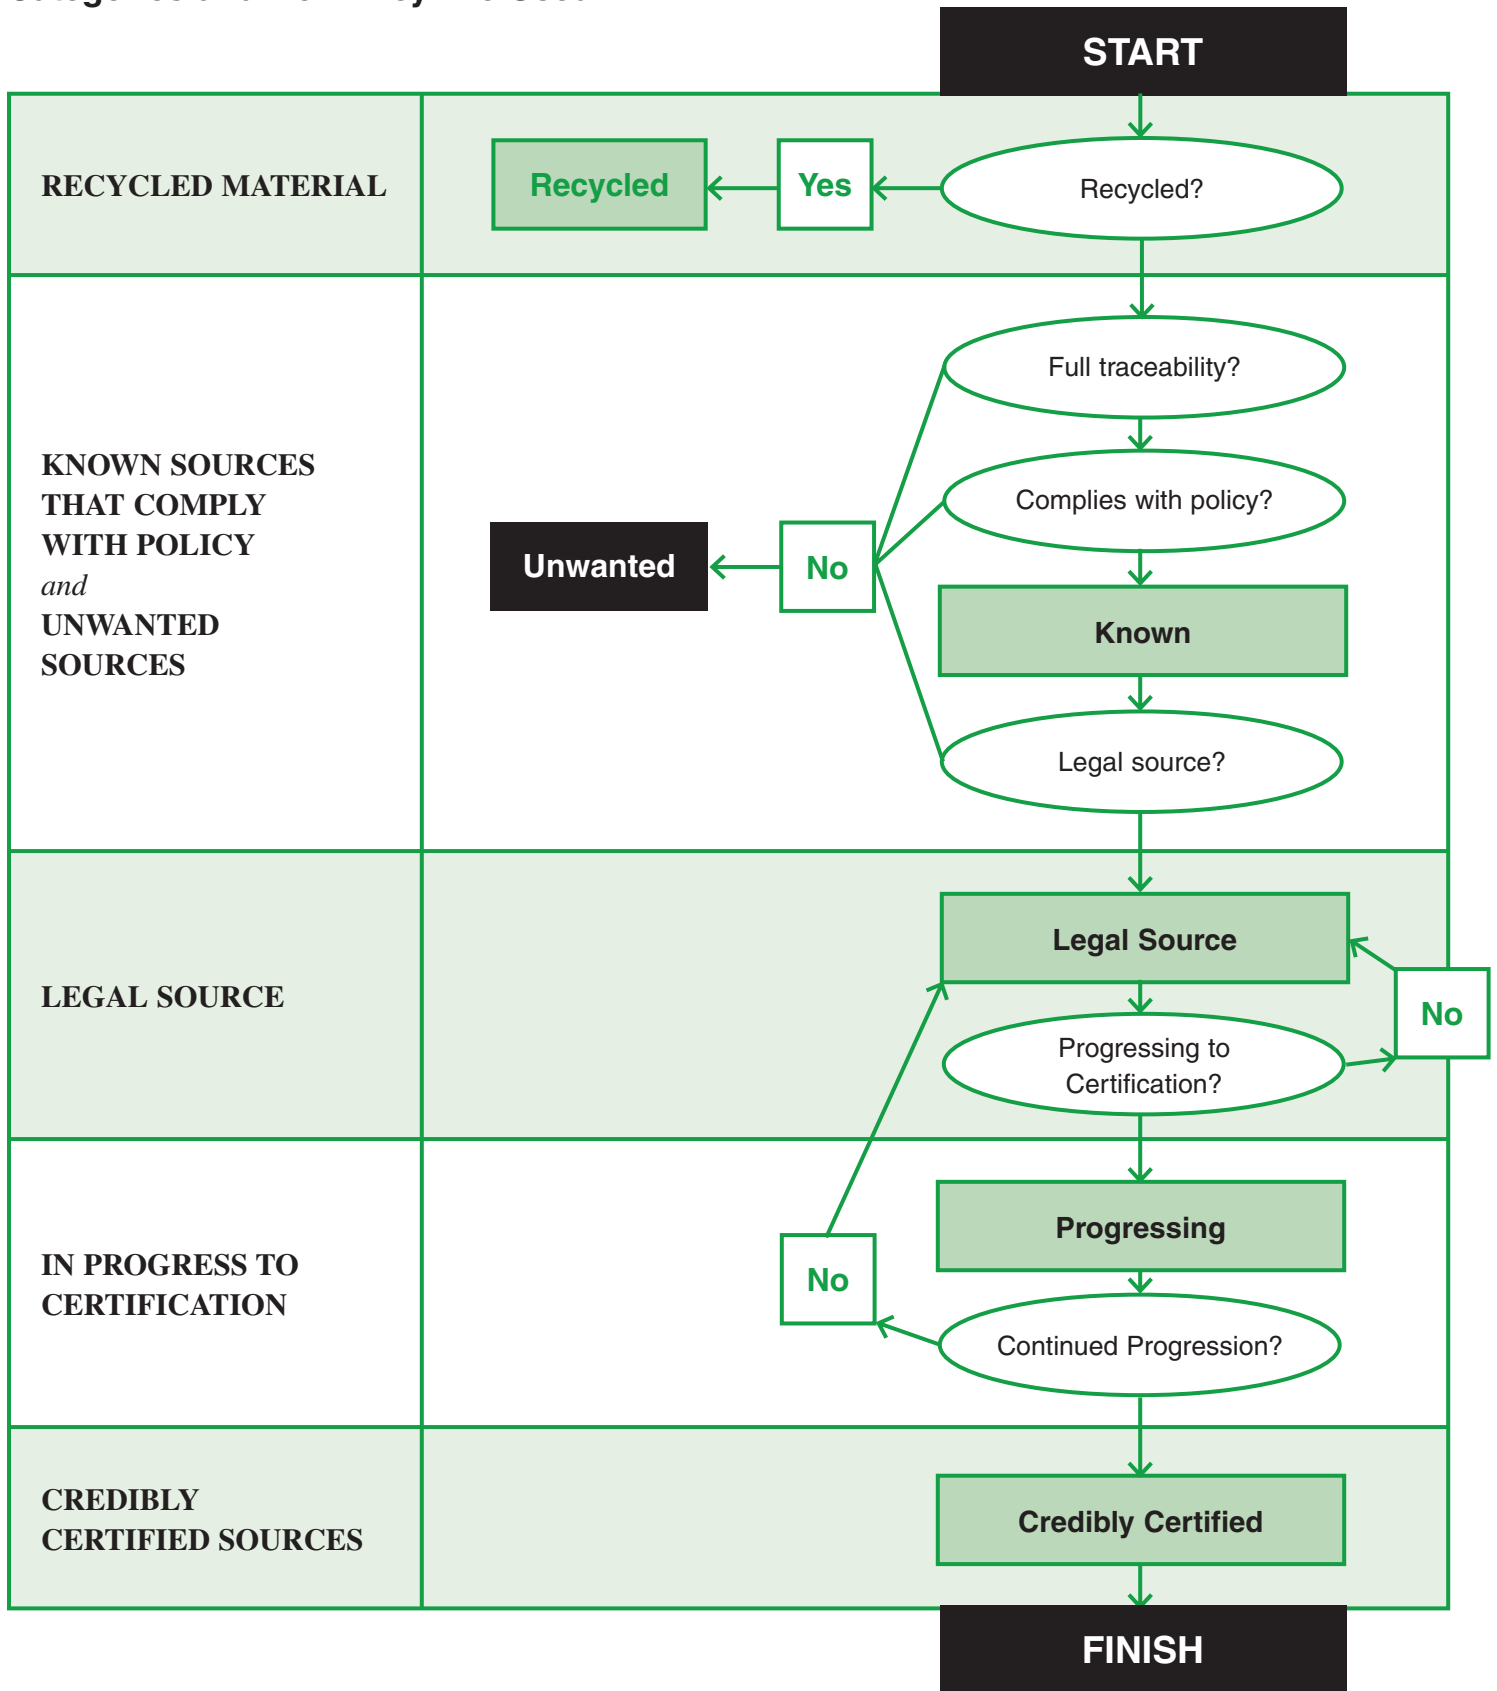 START
RECYCLED MATERIAL
Recycled
Yes
Recycled?
Full traceability?
KNOWN SOURCES
THAT COMPLY
WITH POLICY
and
UNWANTED
SOURCES
Complies with policy?
Unwanted
No
Known
Legal source?
LEGAL SOURCE
Legal Source
No
Progressing to
Certification?
IN PROGRESS TO
CERTIFICATION
Progressing
No
Continued Progression?
CREDIBLY
CERTIFIED SOURCES
Credibly Certified
FINISH